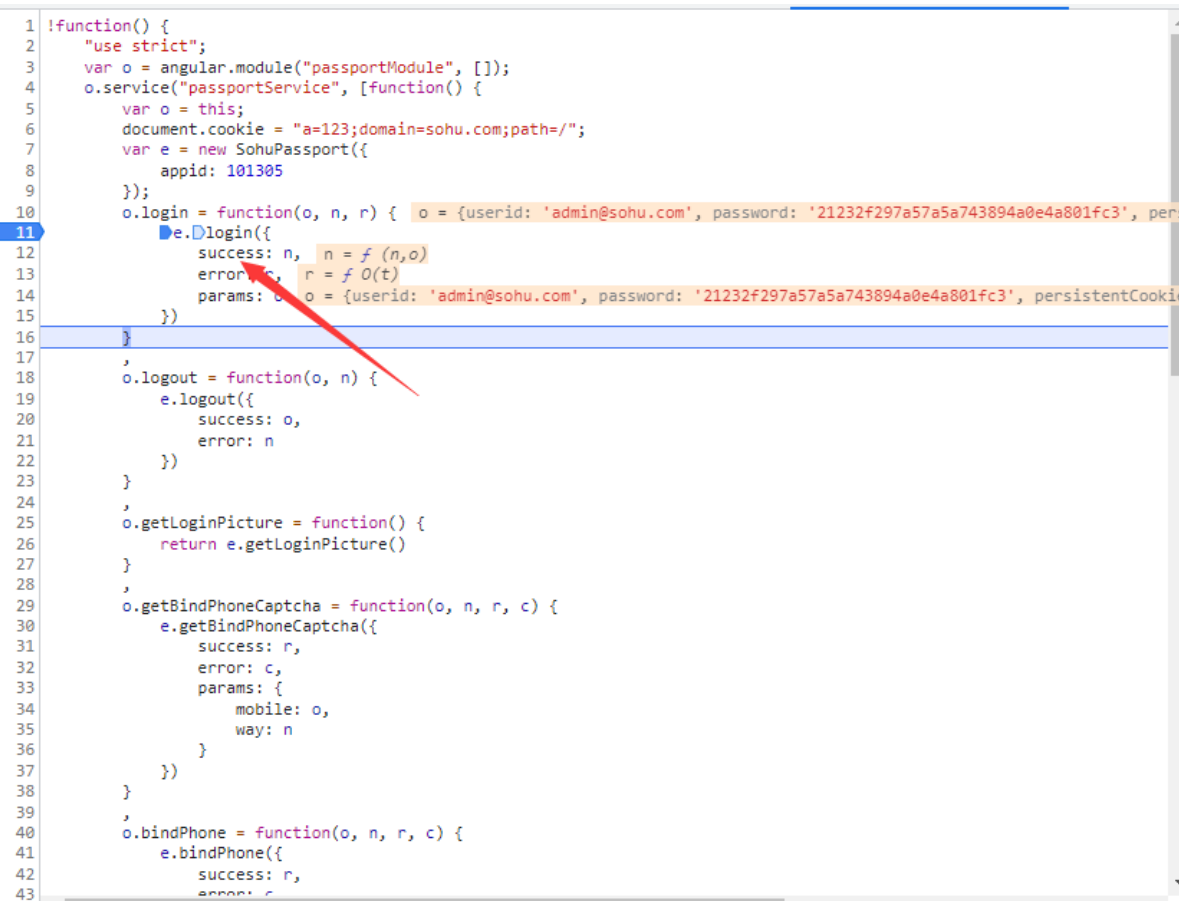 1 !function() {
2 "use strict";
3 var o = angular.module("passportModule", []);
4 o.service("passportService", [function() {
5 var o = this;
6 document.cookie = "a=123;domain=sohu.com;path=/";
7 var e = new SohuPassport({
8 appid: 101305
9 });
10 o.login = function(o, n, r) { o = {userid: 'admin@sohu.com', password: '21232f297a57a5a743894a0e4a801fc3', per
11 e.login({
12 success: n, n = ƒ (n,o)
13 error: r, r = ƒ O(t)
14 params: o o = {userid: 'admin@sohu.com', password: '21232f297a57a5a743894a0e4a801fc3', persistentCooki
15 })
16 }
17 ,
18 o.logout = function(o, n) {
19 e.logout({
20 success: o,
21 error: n
22 })
23 }
24 ,
25 o.getLoginPicture = function() {
26 return e.getLoginPicture()
27 }
28 ,
29 o.getBindPhoneCaptcha = function(o, n, r, c) {
30 e.getBindPhoneCaptcha({
31 success: r,
32 error: c,
33 params: {
34 mobile: o,
35 way: n
36 }
37 })
38 }
39 ,
40 o.bindPhone = function(o, n, r, c) {
41 e.bindPhone({
42 success: r,
43 error: c